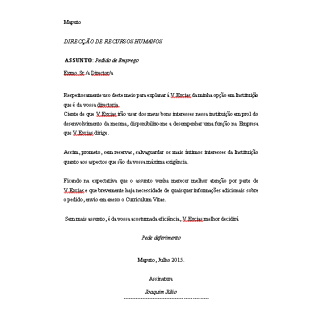 Maputo
DIRECÇÃO DE RECURSOS HUMANOS
ASSUNTO: Pedido de Emprego
Exmo. Sr. /a Director/a
Respeitosamente uso deste meio para explanar á V.Excias da minha opção em Instituição
que é da vossa directoria.
Ciente de que V.Excias irão usar dos meus bons interesses nessa instituição em prol do
desenvolvimento da mesma, disponibilito-me a desempenhar uma função na Empresa
que V.Excias dirige.
Assim, prometo, sem reservas, salvaguardar os mais íntimos interesses da Instituição
quanto aos aspectos que são da vossa máxima exigência.
Ficando na expectativa que o assunto venha merecer melhor atenção por parte de
V.Excias e que brevemente haja necessidade de quaisquer informações adicionais sobre
o pedido, envio em anexo o Curriculum Vitae.
Sem mais assunto, é da vossa acostumada eficiência, V.Excias melhor decidirá
Pede deferimento
Maputo, Julho 2015.
Assinatura
Joaquim Júlio